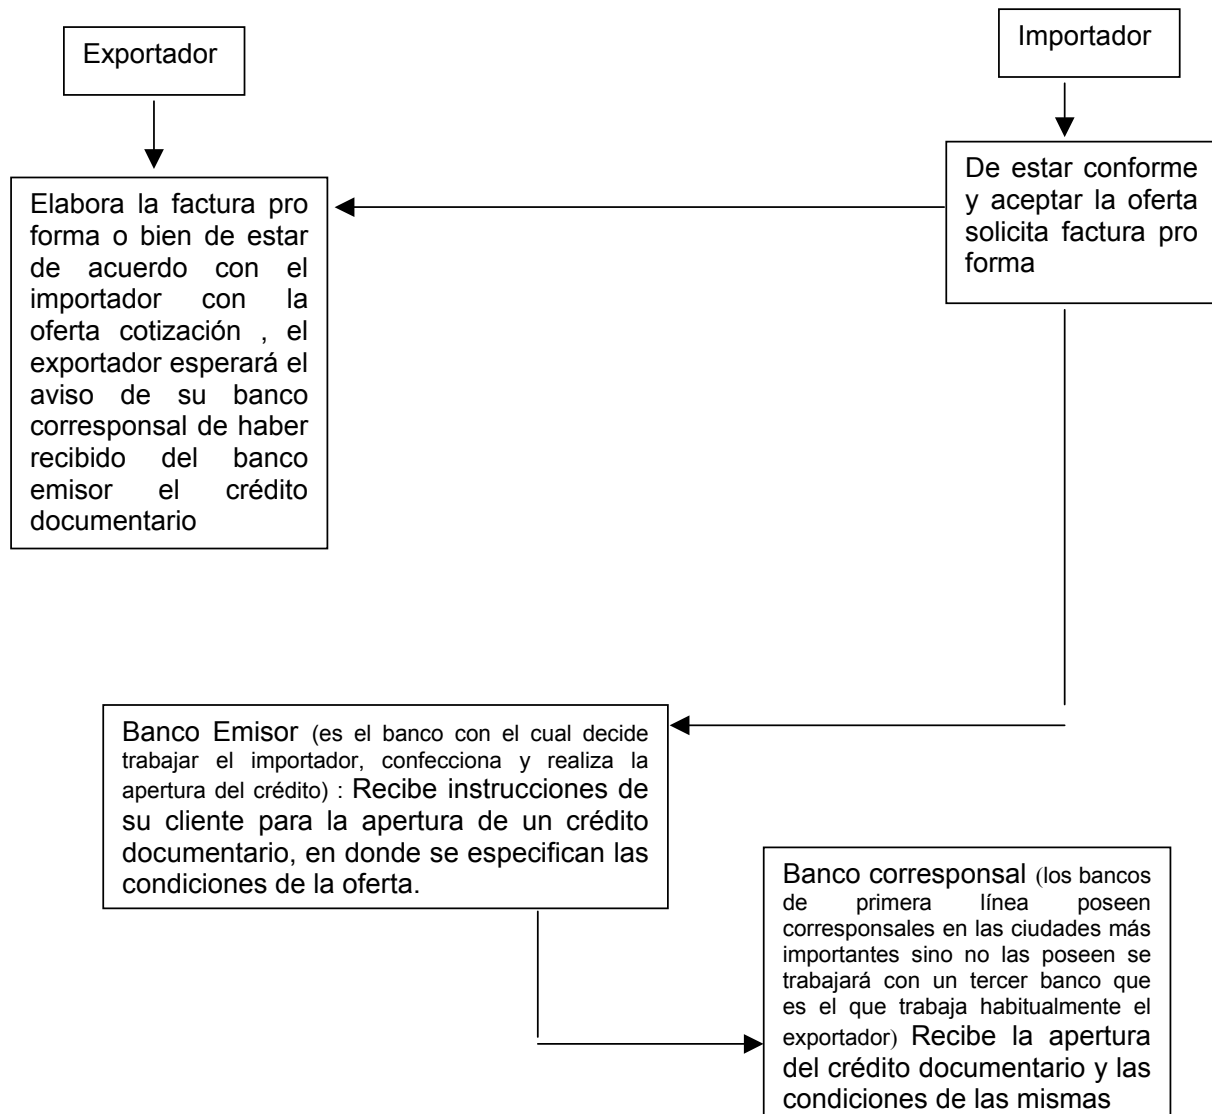 Exportador
Importador
Elabora la factura pro
forma o bien de estar
de acuerdo con el
importador con la
oferta cotización , el
exportador esperará el
aviso de su banco
corresponsal de haber
recibido del banco
emisor el crédito
documentario
De estar conforme
y aceptar la oferta
solicita factura pro
forma
Banco Emisor (es el banco con el cual decide
trabajar el importador, confecciona y realiza la
apertura del crédito) : Recibe instrucciones de
su cliente para la apertura de un crédito
documentario, en donde se especifican las
condiciones de la oferta.
Banco corresponsal (los bancos
de primera línea poseen
corresponsales en las ciudades más
importantes sino no las poseen se
trabajará con un tercer banco que
es el que trabaja habitualmente el
exportador) Recibe la apertura
del crédito documentario y las
condiciones de las mismas